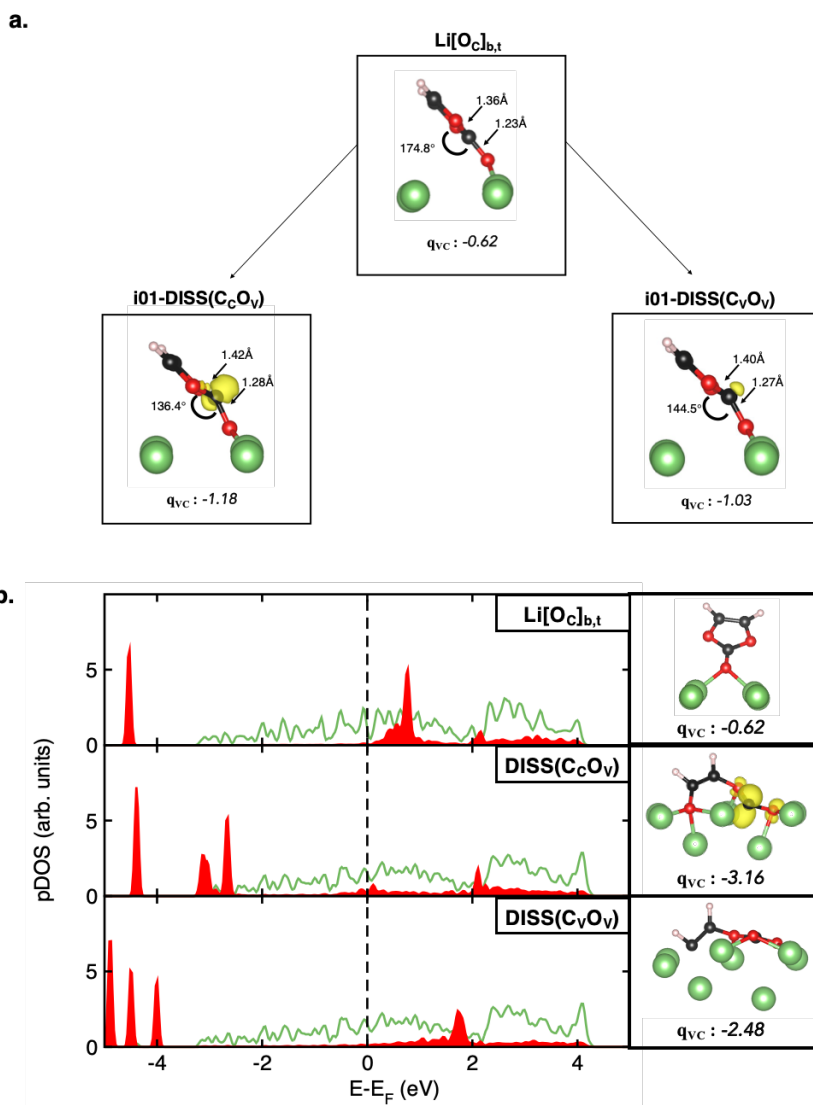 a.
Li[O_C]_b,t
1.36Å
1.23Å
174.8°
q_VC : -0.62
i01-DISS(C_CO_V)
i01-DISS(C_VO_V)
1.42Å
1.28Å
136.4°
q_VC : -1.18
1.40Å
1.27Å
144.5°
q_VC : -1.03
b.
pDOS (arb. units)
Li[O_C]_b,t
5
0
q_VC : -0.62
DISS(C_CO_V)
5
0
q_VC : -3.16
DISS(C_VO_V)
5
0
q_VC : -2.48
-4 -2 0 2 4
E-E_F (eV)